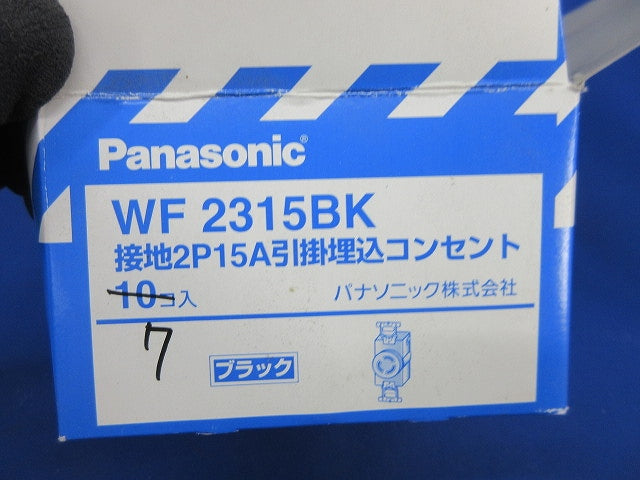 Panasonic®
WF 2315BK
接地2P15A引掛埋込コンセント
10コ入
パナソニック株式会社
7
ブラック